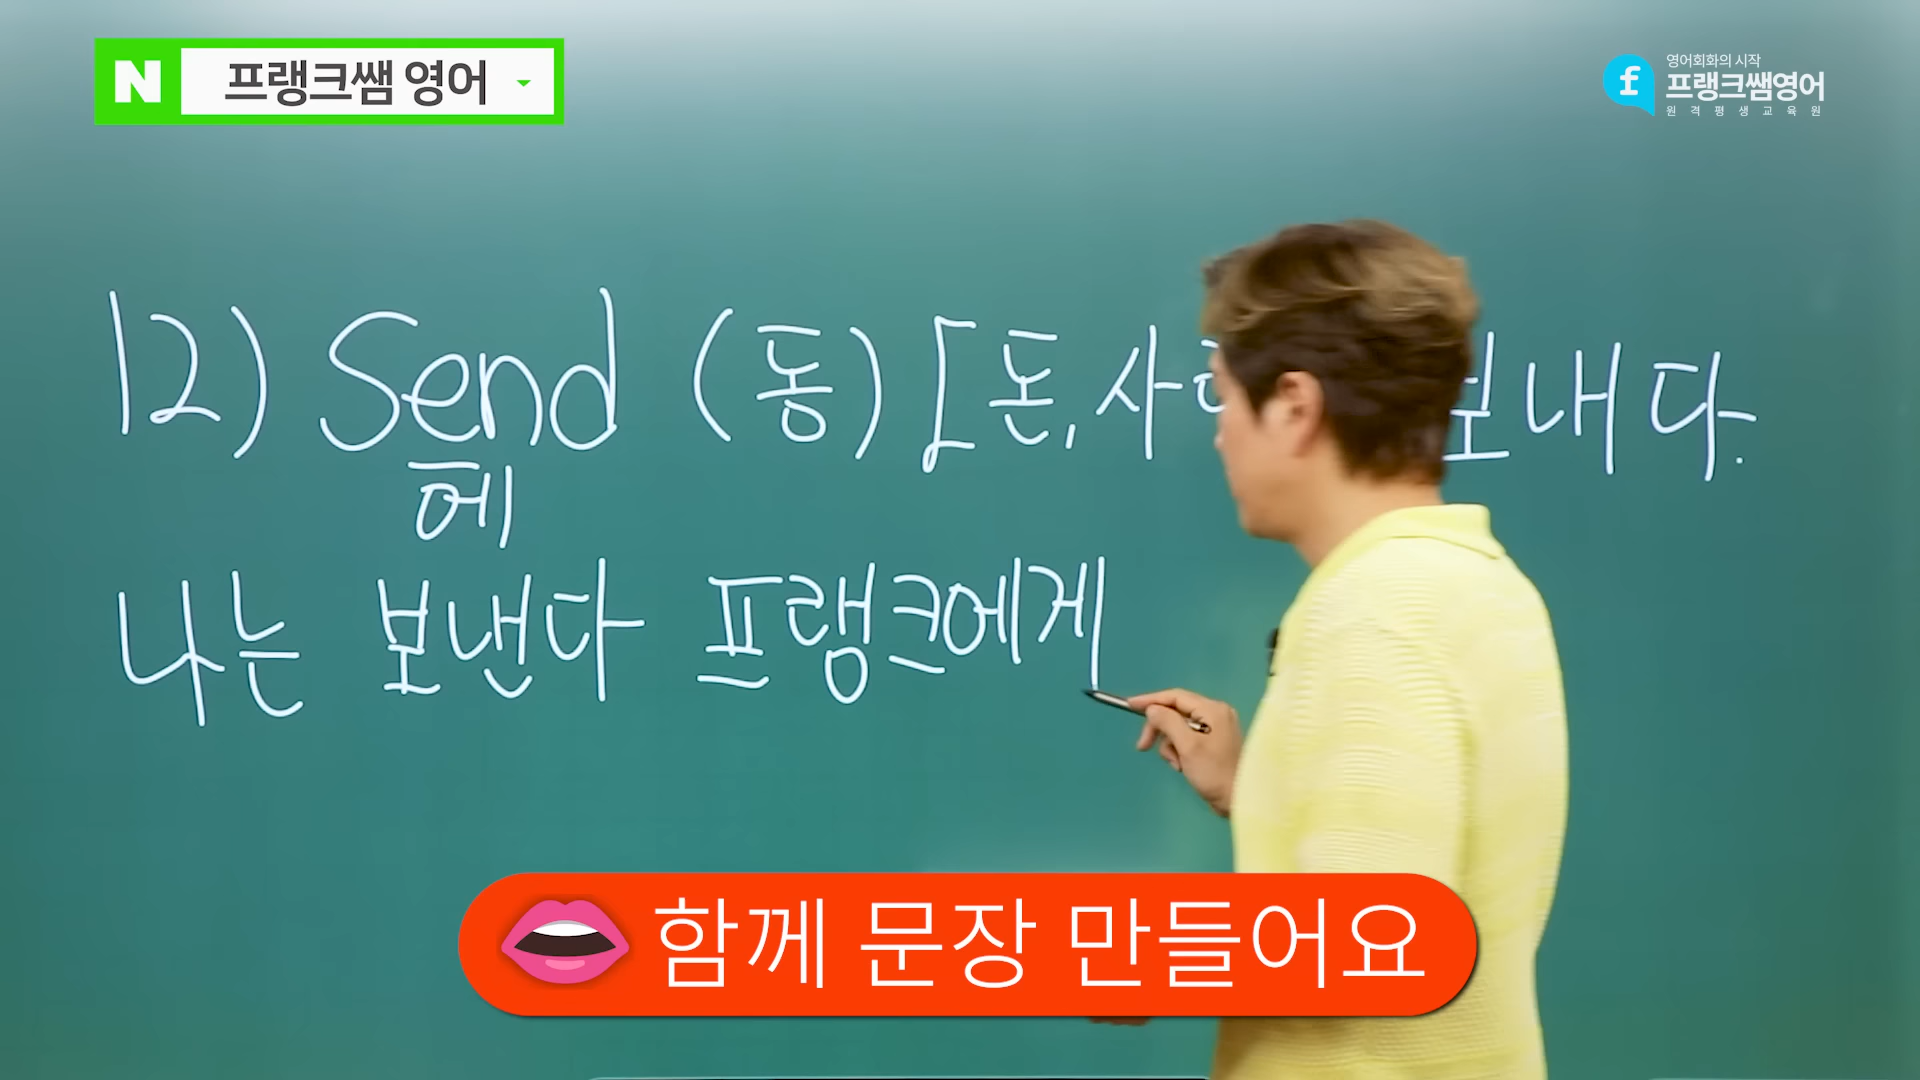 N 프랭크쌤 영어
영어회화의 시작
프랭크쌤영어
원격평생교육원
12) Send (동) [돈, 사 보내다.
에
나는 보낸다 프랭크에게
함께 문장 만들어요